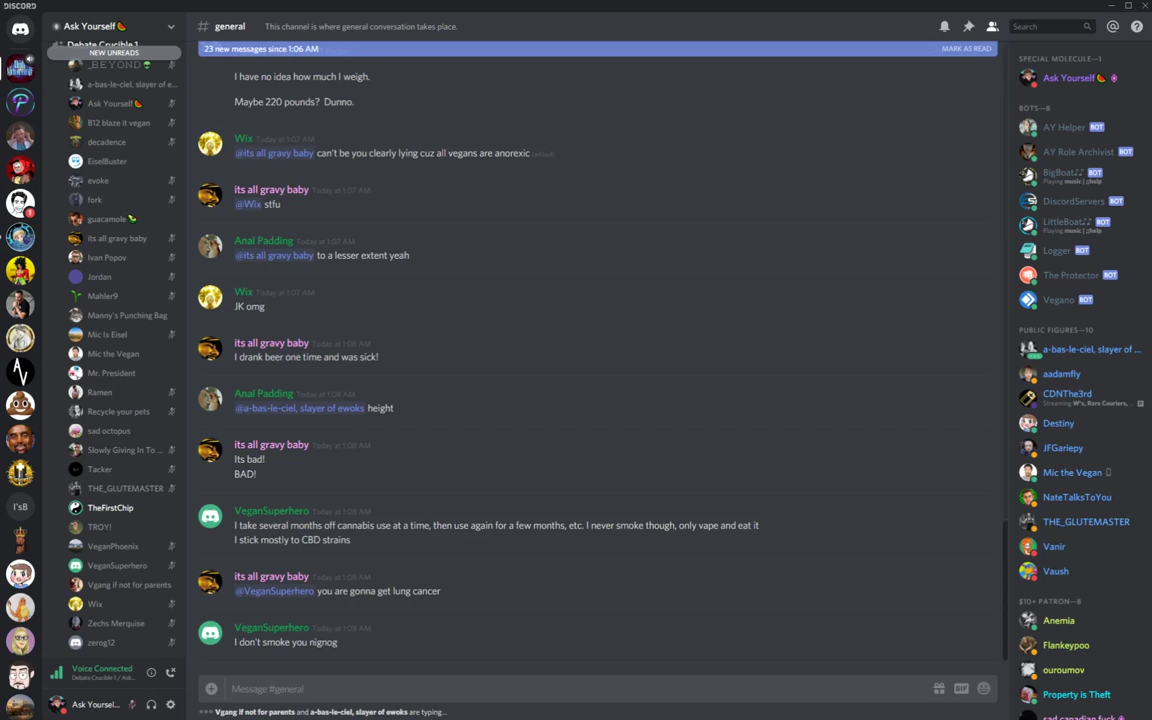 DISCORD
Ask Yourself🍉
# general
This channel is where general conversation takes place.
Search
Debate Crucible 1
NEW UNREADS
_BEYOND
a-bas-le-ciel, slayer of e...
Ask Yourself🍉
B12 blaze it vegan
decadence
EiselBuster
evoke
fork
guacamole
its all gravy baby
Ivan Popov
Jordan
Mahler9
Manny's Punching Bag
Mic Is Eisel
Mic the Vegan
Mr. President
Ramen
Recycle your pets
sad octopus
Slowly Giving In To ...
Tacker
THE_GLUTEMASTER
TheFirstChip
TROY!
VeganPhoenix
VeganSuperhero
Vgang if not for parents
Wix
Zechs Merquise
zerog12
Voice Connected
Debate Crucible 1 / Ask...
Ask Yoursel...
1
I'sB
AV
23 new messages since 1:06 AM
MARK AS READ
I have no idea how much I weigh.
Maybe 220 pounds? Dunno.
Wix Today at 1:07 AM
@its all gravy baby can't be you clearly lying cuz all vegans are anorexic (edited)
its all gravy baby Today at 1:07 AM
@Wix stfu
Anal Padding Today at 1:07 AM
@its all gravy baby to a lesser extent yeah
Wix Today at 1:07 AM
JK omg
its all gravy baby Today at 1:08 AM
I drank beer one time and was sick!
Anal Padding Today at 1:08 AM
@a-bas-le-ciel, slayer of ewoks height
its all gravy baby Today at 1:08 AM
Its bad!
BAD!
VeganSuperhero Today at 1:08 AM
I take several months off cannabis use at a time, then use again for a few months, etc. I never smoke though, only vape and eat it
I stick mostly to CBD strains
its all gravy baby Today at 1:08 AM
@VeganSuperhero you are gonna get lung cancer
VeganSuperhero Today at 1:08 AM
I don't smoke you nignog
Message #general
GIF
Vgang if not for parents and a-bas-le-ciel, slayer of ewoks are typing...
SPECIAL MOLECULE—1
Ask Yourself🍉
BOTS—8
AY Helper BOT
AY Role Archivist BOT
BigBoat♪♪ BOT
Playing music | ;;help
DiscordServers BOT
LittleBoat♪♪ BOT
Playing music | ;;help
Logger BOT
The Protector BOT
Vegano BOT
PUBLIC FIGURES—10
a-bas-le-ciel, slayer of ...
aadamfly
CDNThe3rd
Streaming W's, Rare Couriers, ...
Destiny
JFGariepy
Mic the Vegan
NateTalksToYou
THE_GLUTEMASTER
Vanir
Vaush
$10+ PATRON—8
Anemia
Flankeypoo
ouroumov
Property is Theft